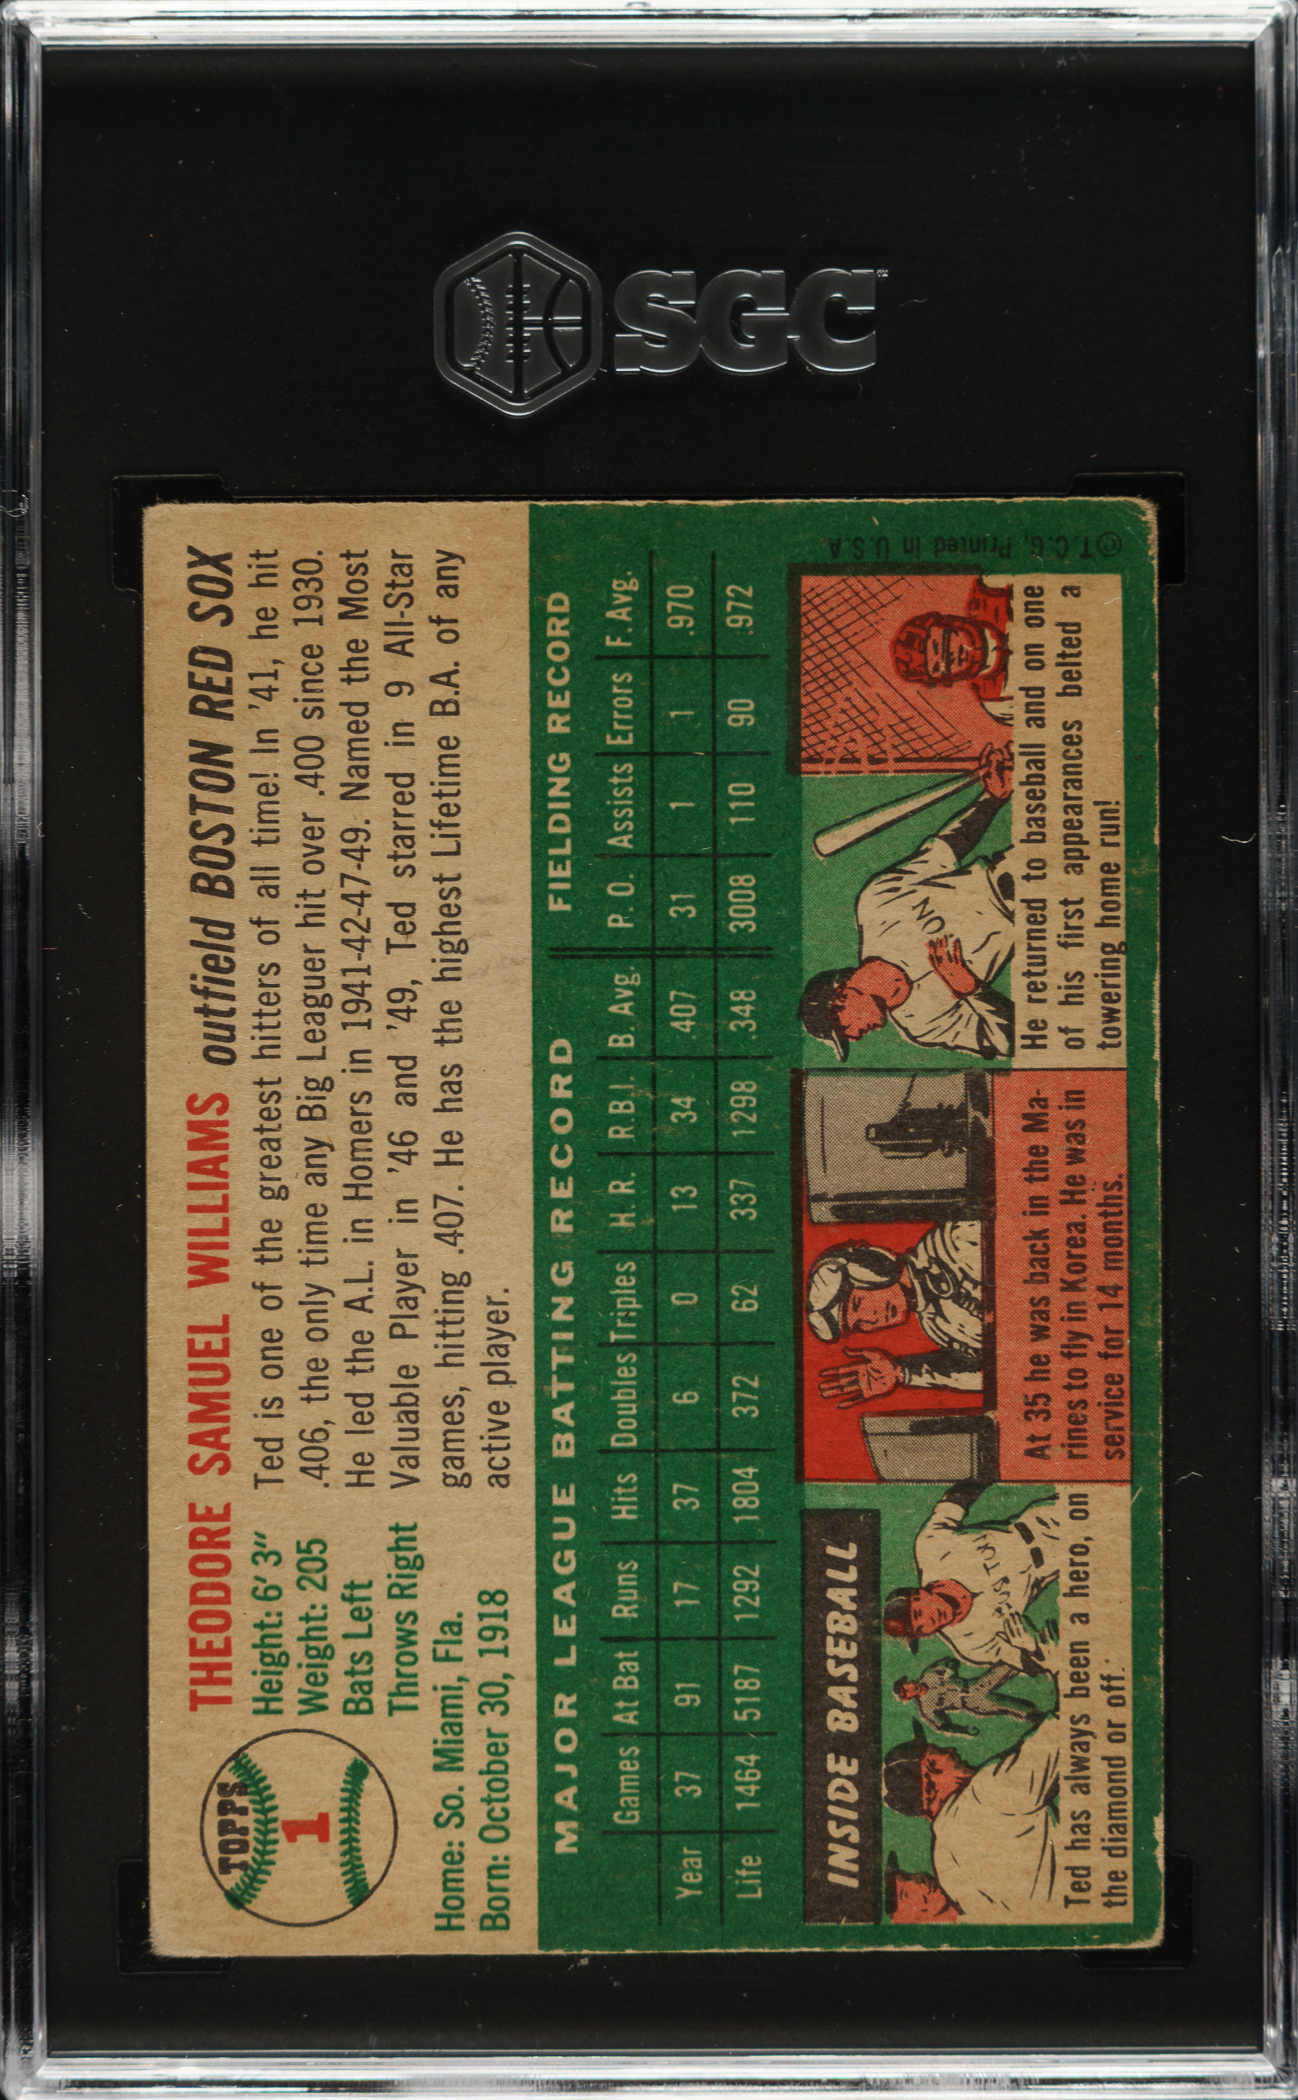 SGC
TOPPS
1
THEODORE SAMUEL WILLIAMS outfield BOSTON RED SOX
Height: 6' 3"
Weight: 205
Bats Left
Throws Right
Home: So. Miami, Fla.
Born: October 30, 1918
Ted is one of the greatest hitters of all time! In '41, he hit
.406, the only time any Big Leaguer hit over .400 since 1930.
He led the A.L. in Homers in 1941-42-47-49. Named the Most
Valuable Player in '46 and '49, Ted starred in 9 All-Star
games, hitting .407. He has the highest Lifetime B.A. of any
active player.
MAJOR LEAGUE BATTING RECORD FIELDING RECORD
Games At Bat Runs Hits Doubles Triples H. R. R.B.I. B. Avg. P. O. Assists Errors F. Avg.
Year 37 91 17 37 6 0 13 34 .407 31 1 1 .970
Life 1464 5187 1292 1804 372 62 337 1298 .348 3008 110 90 .972
INSIDE BASEBALL
Ted has always been a hero, on
the diamond or off.
At 35 he was back in the Ma-
rines to fly in Korea. He was in
service for 14 months.
He returned to baseball and on one
of his first appearances belted a
towering home run!
© T.C.G. Printed in U.S.A.